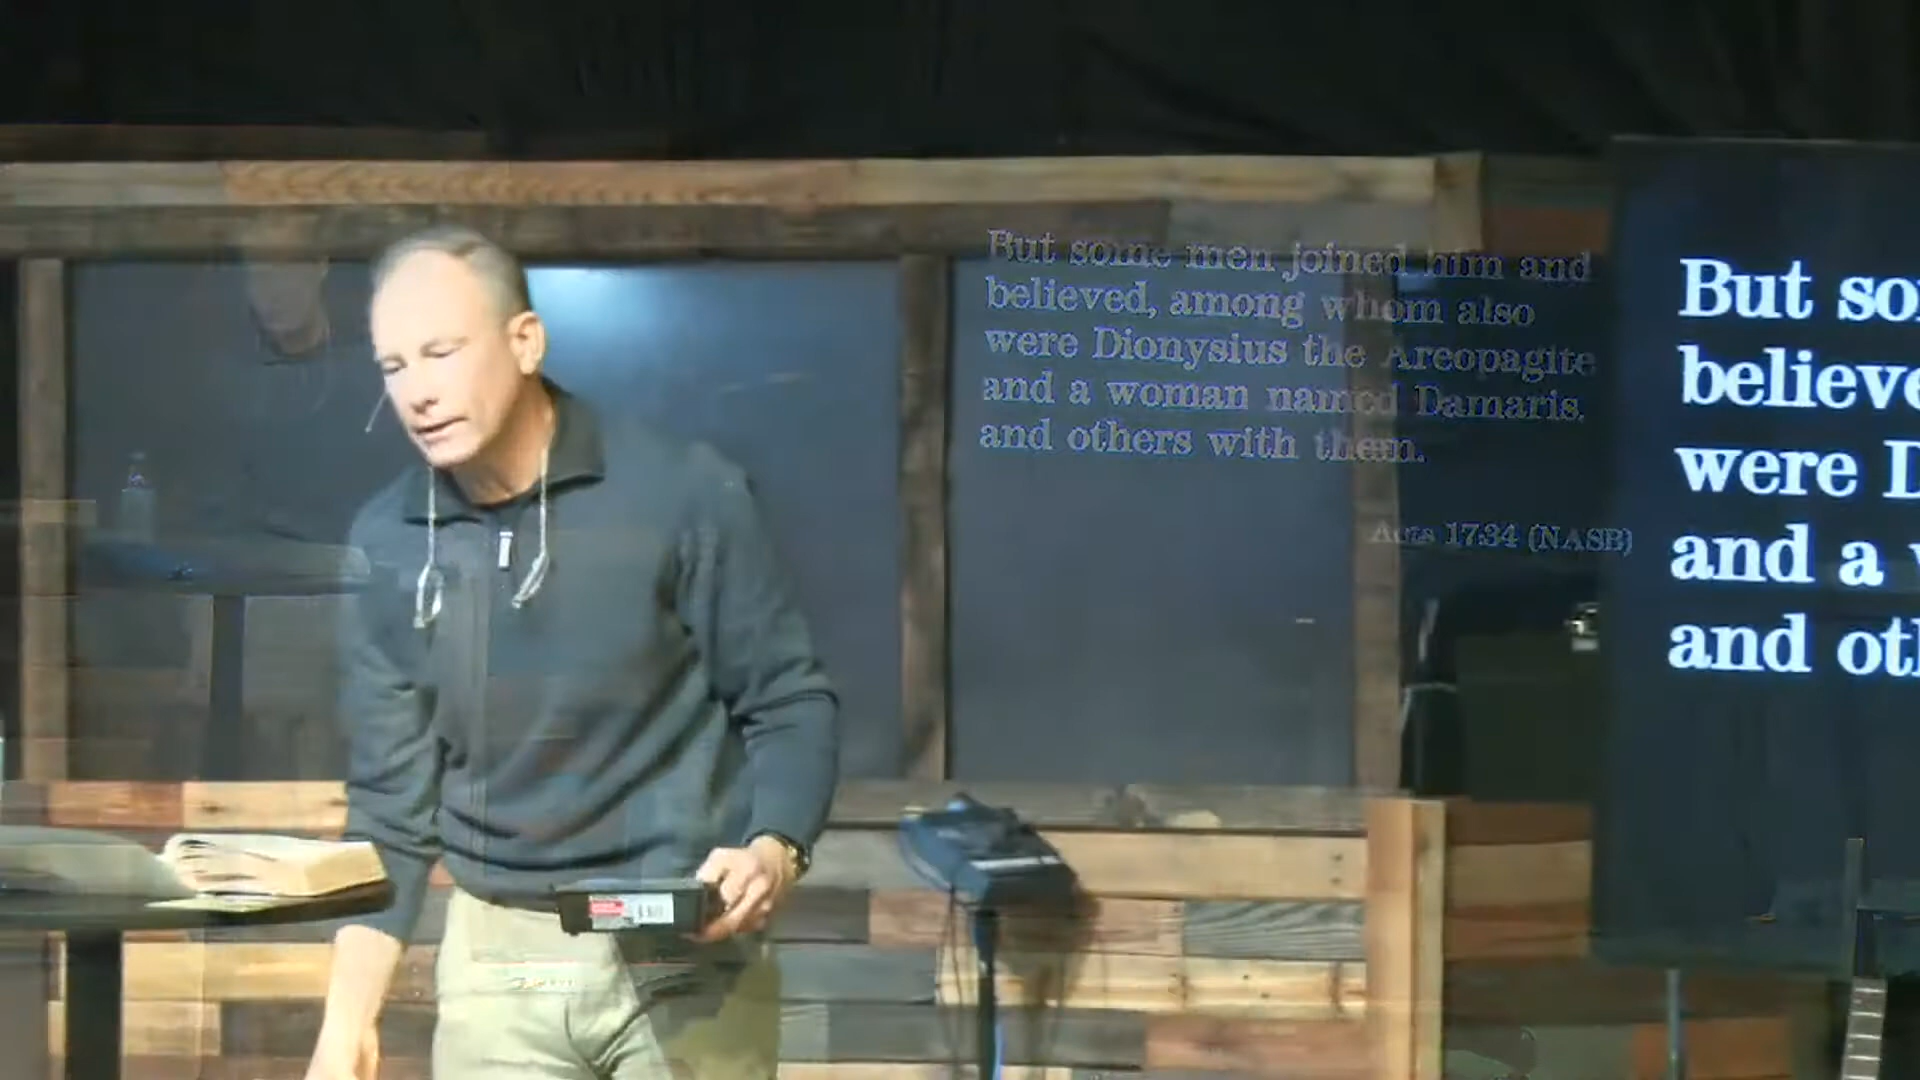 But some men joined him and
believed, among whom also
were Dionysius the Areopagite
and a woman named Damaris,
and others with them.
Acts 17:34 (NASB)
But so
believe
were D
and a w
and oth